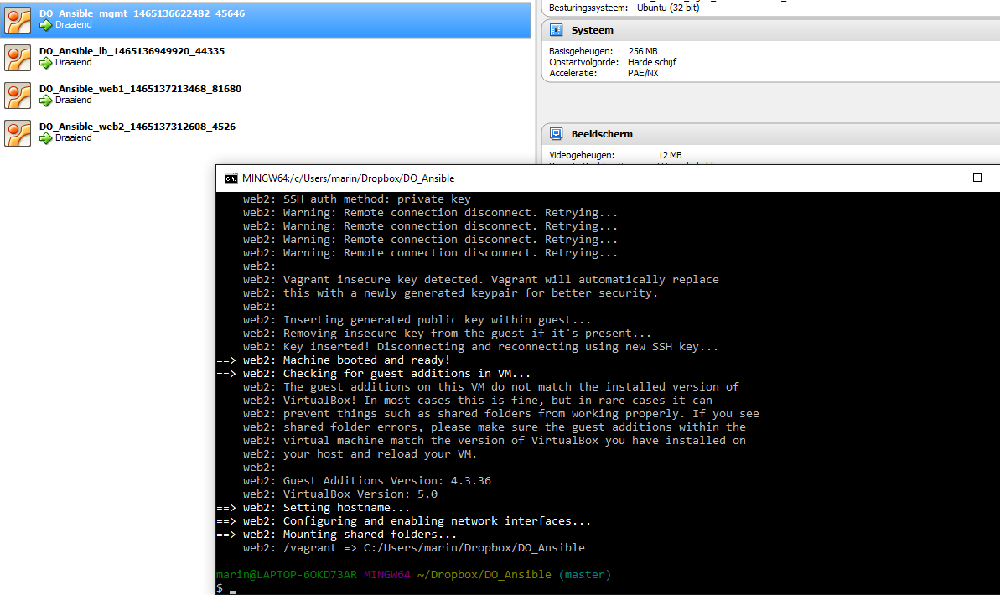 DO_Ansible_mgmt_1465136622482_45646
Draaiend
DO_Ansible_lb_1465136949920_44335
Draaiend
DO_Ansible_web1_1465137213468_81680
Draaiend
DO_Ansible_web2_1465137312608_4526
Draaiend
Besturingssysteem: Ubuntu (32-bit)
Systeem
Basisgeheugen: 256 MB
Opstartvolgorde: Harde schijf
Acceleratie: PAE/NX
Beeldscherm
Videogeheugen: 12 MB
MINGW64:/c/Users/marin/Dropbox/DO_Ansible
web2: SSH auth method: private key
web2: Warning: Remote connection disconnect. Retrying...
web2: Warning: Remote connection disconnect. Retrying...
web2: Warning: Remote connection disconnect. Retrying...
web2: Warning: Remote connection disconnect. Retrying...
web2:
web2: Vagrant insecure key detected. Vagrant will automatically replace
web2: this with a newly generated keypair for better security.
web2:
web2: Inserting generated public key within guest...
web2: Removing insecure key from the guest if it's present...
web2: Key inserted! Disconnecting and reconnecting using new SSH key...
==> web2: Machine booted and ready!
==> web2: Checking for guest additions in VM...
web2: The guest additions on this VM do not match the installed version of
web2: VirtualBox! In most cases this is fine, but in rare cases it can
web2: prevent things such as shared folders from working properly. If you see
web2: shared folder errors, please make sure the guest additions within the
web2: virtual machine match the version of VirtualBox you have installed on
web2: your host and reload your VM.
web2:
web2: Guest Additions Version: 4.3.36
web2: VirtualBox Version: 5.0
==> web2: Setting hostname...
==> web2: Configuring and enabling network interfaces...
==> web2: Mounting shared folders...
web2: /vagrant => C:/Users/marin/Dropbox/DO_Ansible
marin@LAPTOP-6OKD73AR MINGW64 ~/Dropbox/DO_Ansible (master)
$